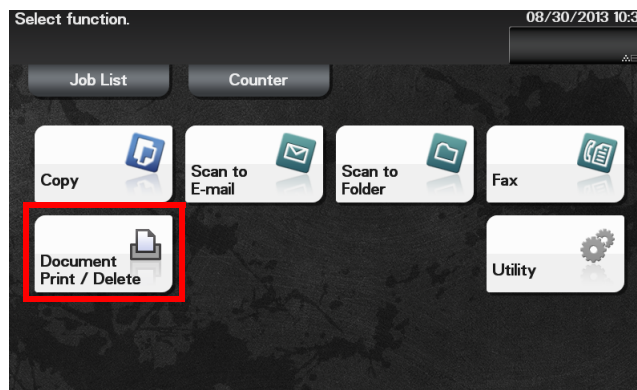 Select function.
08/30/2013 10:3
Job List
Counter
Copy
Scan to
E-mail
Scan to
Folder
Fax
Document
Print / Delete
Utility